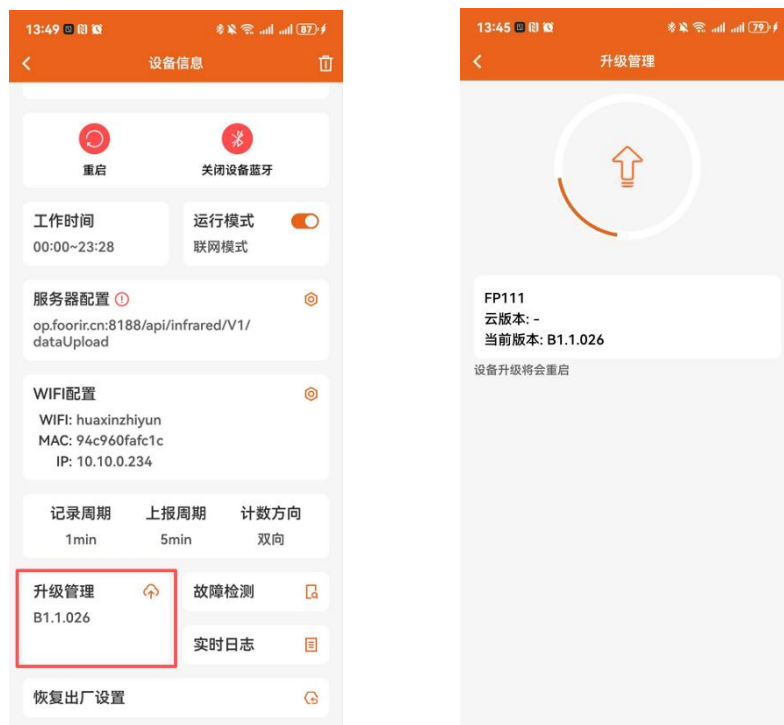 13:49
87
设备信息
重启
关闭设备蓝牙
工作时间
00:00~23:28
运行模式
联网模式
服务器配置
op.foorir.cn:8188/api/infrared/V1/
dataUpload
WIFI配置
WIFI: huaxinzhiyun
MAC: 94c960fafc1c
IP: 10.10.0.234
记录周期 上报周期 计数方向
1min 5min 双向
升级管理
B1.1.026
故障检测
实时日志
恢复出厂设置
13:45
79
升级管理
FP111
云版本: -
当前版本: B1.1.026
设备升级将会重启